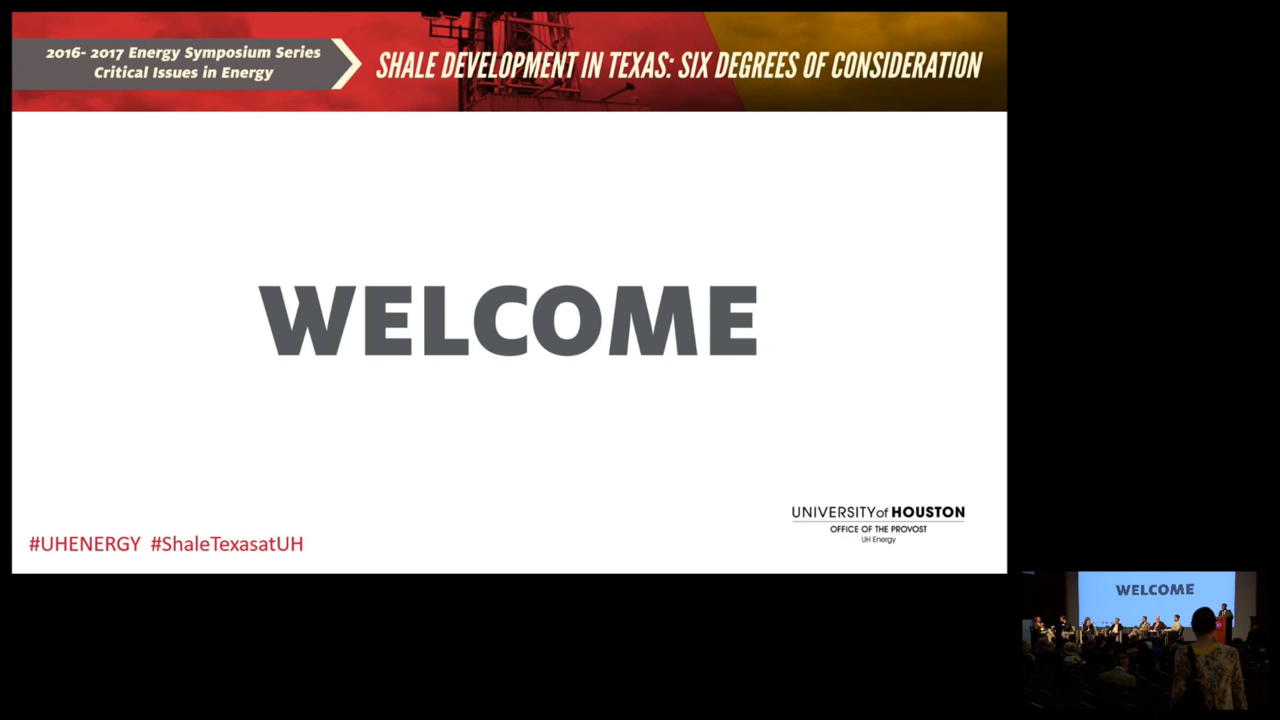 2016- 2017 Energy Symposium Series
Critical Issues in Energy
SHALE DEVELOPMENT IN TEXAS: SIX DEGREES OF CONSIDERATION
WELCOME
#UHENERGY #ShaleTexasatUH
UNIVERSITY of HOUSTON
OFFICE OF THE PROVOST
UH Energy
WELCOME